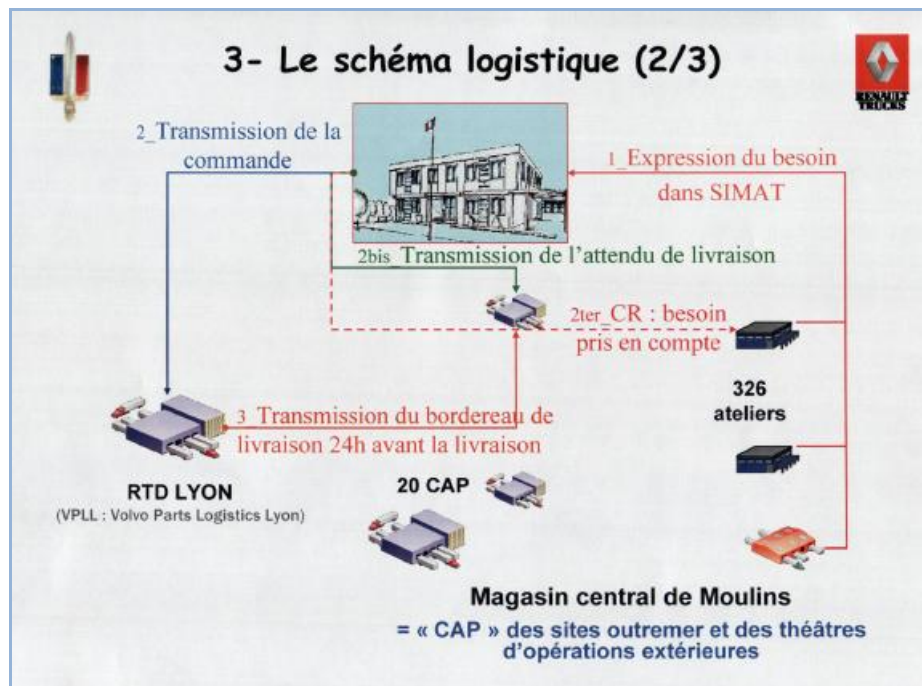 3- Le schéma logistique (2/3)
RENAULT
TRUCKS
2_Transmission de la
commande
1_Expression du besoin
dans SIMAT
2bis_Transmission de l'attendu de livraison
2ter_CR : besoin
pris en compte
326
ateliers
3_Transmission du bordereau de
livraison 24h avant la livraison
RTD LYON
(VPLL : Volvo Parts Logistics Lyon)
20 CAP
Magasin central de Moulins
= « CAP » des sites outremer et des théâtres
d'opérations extérieures